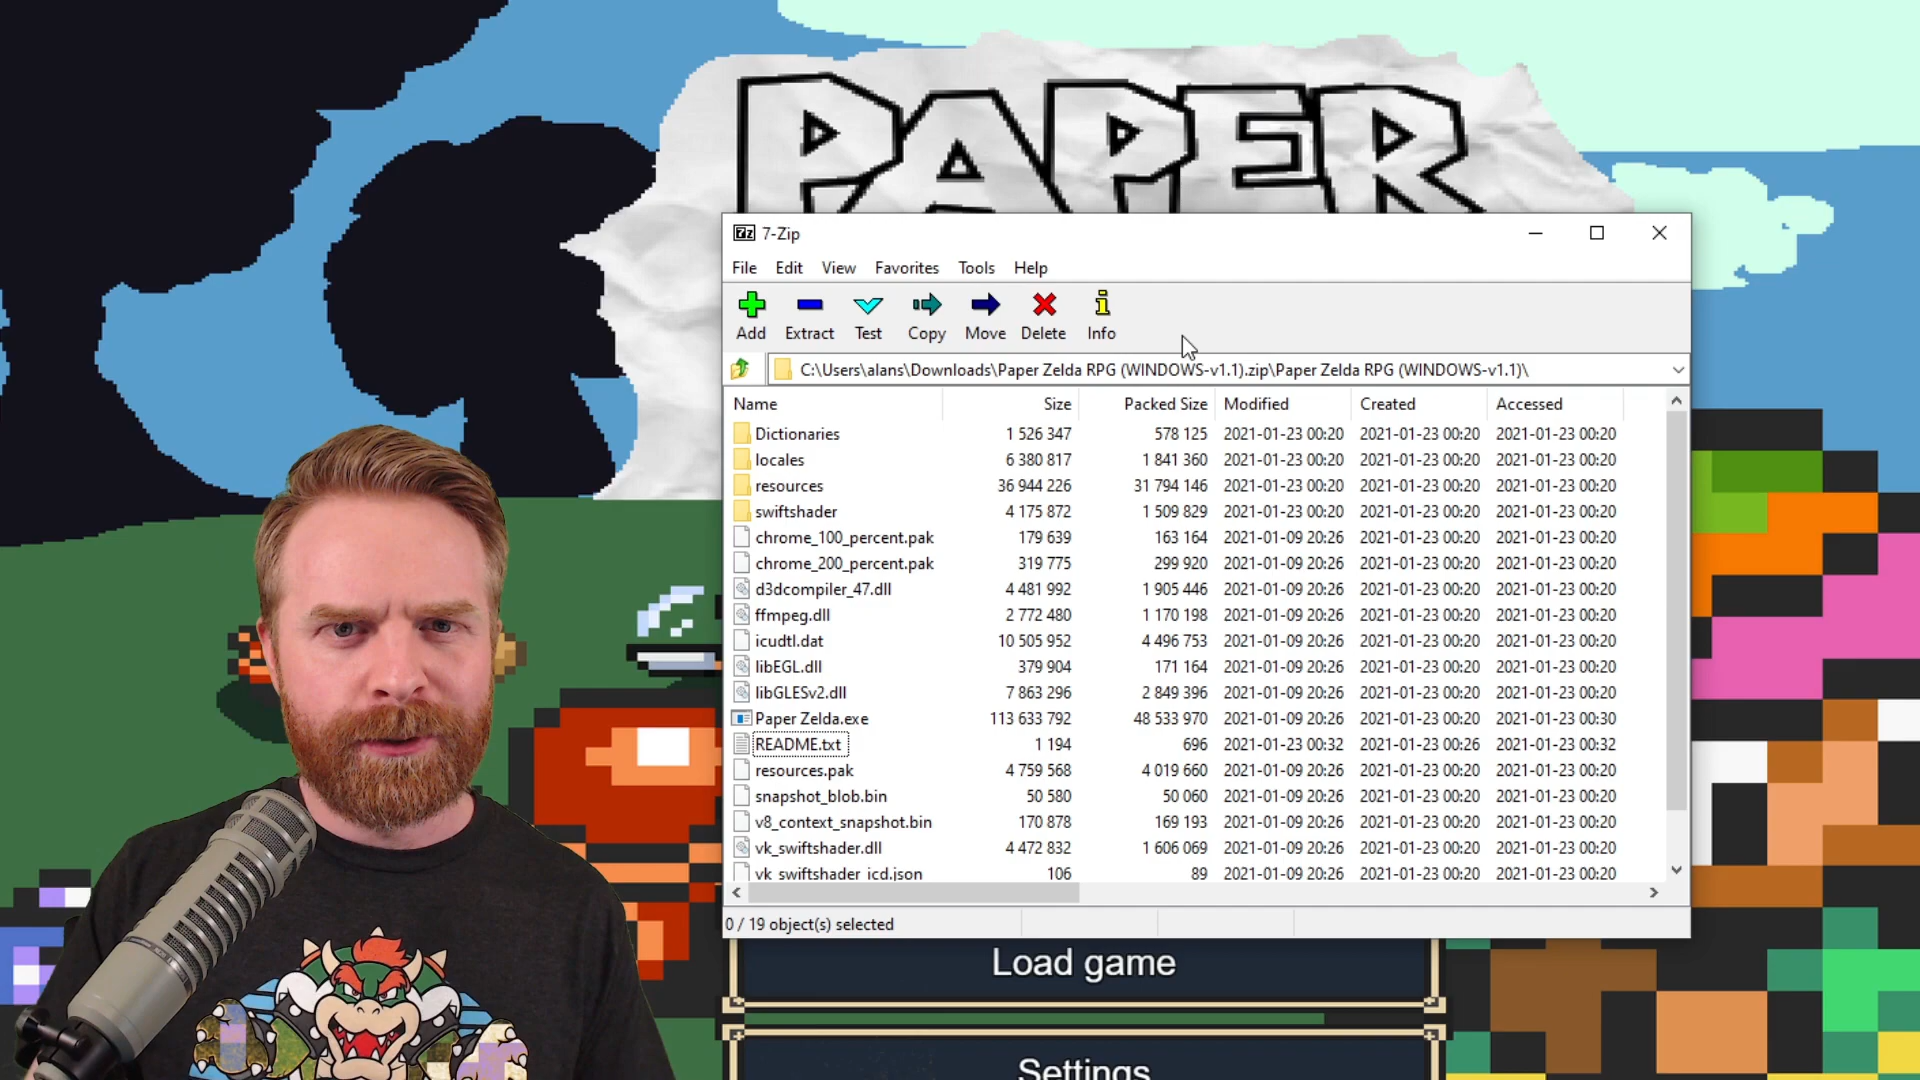 PAPER
7-Zip
File Edit View Favorites Tools Help
Add Extract Test Copy Move Delete Info
C:\Users\alans\Downloads\Paper Zelda RPG (WINDOWS-v1.1).zip\Paper Zelda RPG (WINDOWS-v1.1)\
Name Size Packed Size Modified Created Accessed
Dictionaries 1 526 347 578 125 2021-01-23 00:20 2021-01-23 00:20 2021-01-23 00:20
locales 6 380 817 1 841 360 2021-01-23 00:20 2021-01-23 00:20 2021-01-23 00:20
resources 36 944 226 31 794 146 2021-01-23 00:20 2021-01-23 00:20 2021-01-23 00:20
swiftshader 4 175 872 1 509 829 2021-01-23 00:20 2021-01-23 00:20 2021-01-23 00:20
chrome_100_percent.pak 179 639 163 164 2021-01-09 20:26 2021-01-23 00:20 2021-01-23 00:20
chrome_200_percent.pak 319 775 299 920 2021-01-09 20:26 2021-01-23 00:20 2021-01-23 00:20
d3dcompiler_47.dll 4 481 992 1 905 446 2021-01-09 20:26 2021-01-23 00:20 2021-01-23 00:20
ffmpeg.dll 2 772 480 1 170 198 2021-01-09 20:26 2021-01-23 00:20 2021-01-23 00:20
icudtl.dat 10 505 952 4 496 753 2021-01-09 20:26 2021-01-23 00:20 2021-01-23 00:20
libEGL.dll 379 904 171 164 2021-01-09 20:26 2021-01-23 00:20 2021-01-23 00:20
libGLESv2.dll 7 863 296 2 849 396 2021-01-09 20:26 2021-01-23 00:20 2021-01-23 00:20
Paper Zelda.exe 113 633 792 48 533 970 2021-01-09 20:26 2021-01-23 00:20 2021-01-23 00:30
README.txt 1 194 696 2021-01-23 00:32 2021-01-23 00:26 2021-01-23 00:32
resources.pak 4 759 568 4 019 660 2021-01-09 20:26 2021-01-23 00:20 2021-01-23 00:20
snapshot_blob.bin 50 580 50 060 2021-01-09 20:26 2021-01-23 00:20 2021-01-23 00:20
v8_context_snapshot.bin 170 878 169 193 2021-01-09 20:26 2021-01-23 00:20 2021-01-23 00:20
vk_swiftshader.dll 4 472 832 1 606 069 2021-01-09 20:26 2021-01-23 00:20 2021-01-23 00:20
vk_swiftshader_icd.json 106 89 2021-01-09 20:26 2021-01-23 00:20 2021-01-23 00:20
0 / 19 object(s) selected
Load game
Settings